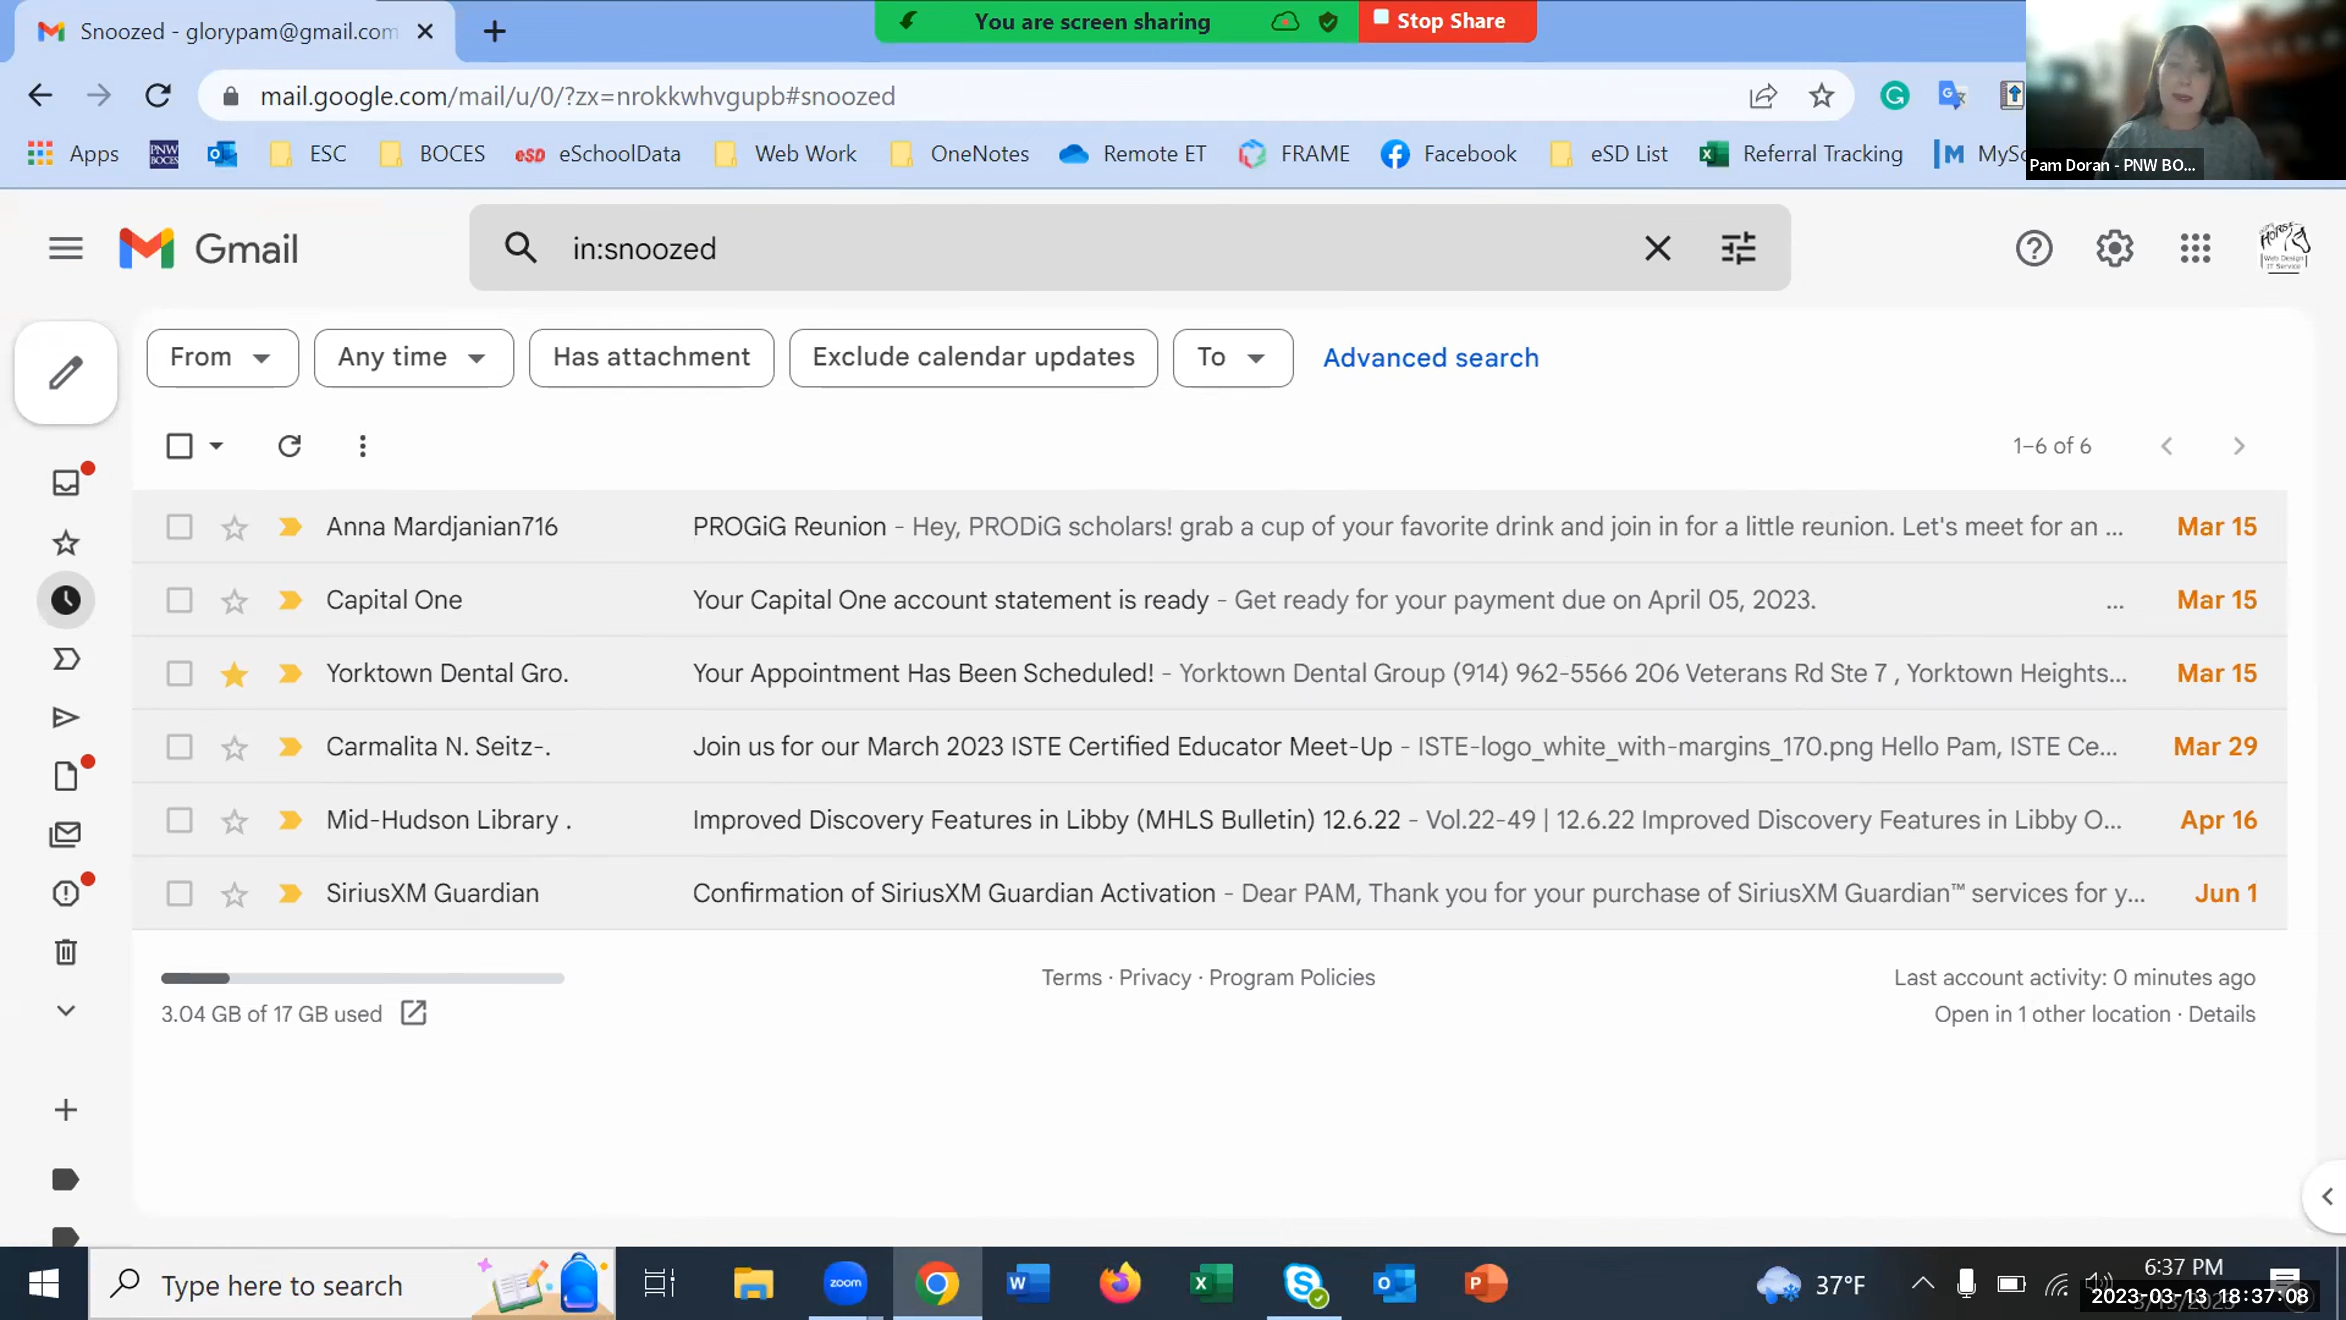 Snoozed - glorypam@gmail.com
You are screen sharing
Stop Share
mail.google.com/mail/u/0/?zx=nrokkwhvgupb#snoozed
Apps
PNW BOCES
ESC
BOCES
eSD eSchoolData
Web Work
OneNotes
Remote ET
FRAME
Facebook
eSD List
Referral Tracking
Pam Doran - PNW BO...
Gmail
in:snoozed
HORSE
Web Design
IT Service
From
Any time
Has attachment
Exclude calendar updates
To
Advanced search
1–6 of 6
Anna Mardjanian716 PROGiG Reunion - Hey, PRODiG scholars! grab a cup of your favorite drink and join in for a little reunion. Let's meet for an ... Mar 15
Capital One Your Capital One account statement is ready - Get ready for your payment due on April 05, 2023. ... Mar 15
Yorktown Dental Gro. Your Appointment Has Been Scheduled! - Yorktown Dental Group (914) 962-5566 206 Veterans Rd Ste 7 , Yorktown Heights... Mar 15
Carmalita N. Seitz-. Join us for our March 2023 ISTE Certified Educator Meet-Up - ISTE-logo_white_with-margins_170.png Hello Pam, ISTE Ce... Mar 29
Mid-Hudson Library . Improved Discovery Features in Libby (MHLS Bulletin) 12.6.22 - Vol.22-49 | 12.6.22 Improved Discovery Features in Libby O... Apr 16
SiriusXM Guardian Confirmation of SiriusXM Guardian Activation - Dear PAM, Thank you for your purchase of SiriusXM Guardian™ services for y... Jun 1
3.04 GB of 17 GB used
Terms · Privacy · Program Policies
Last account activity: 0 minutes ago
Open in 1 other location · Details
Type here to search
zoom
37°F
6:37 PM
2023-03-13 18:37:08